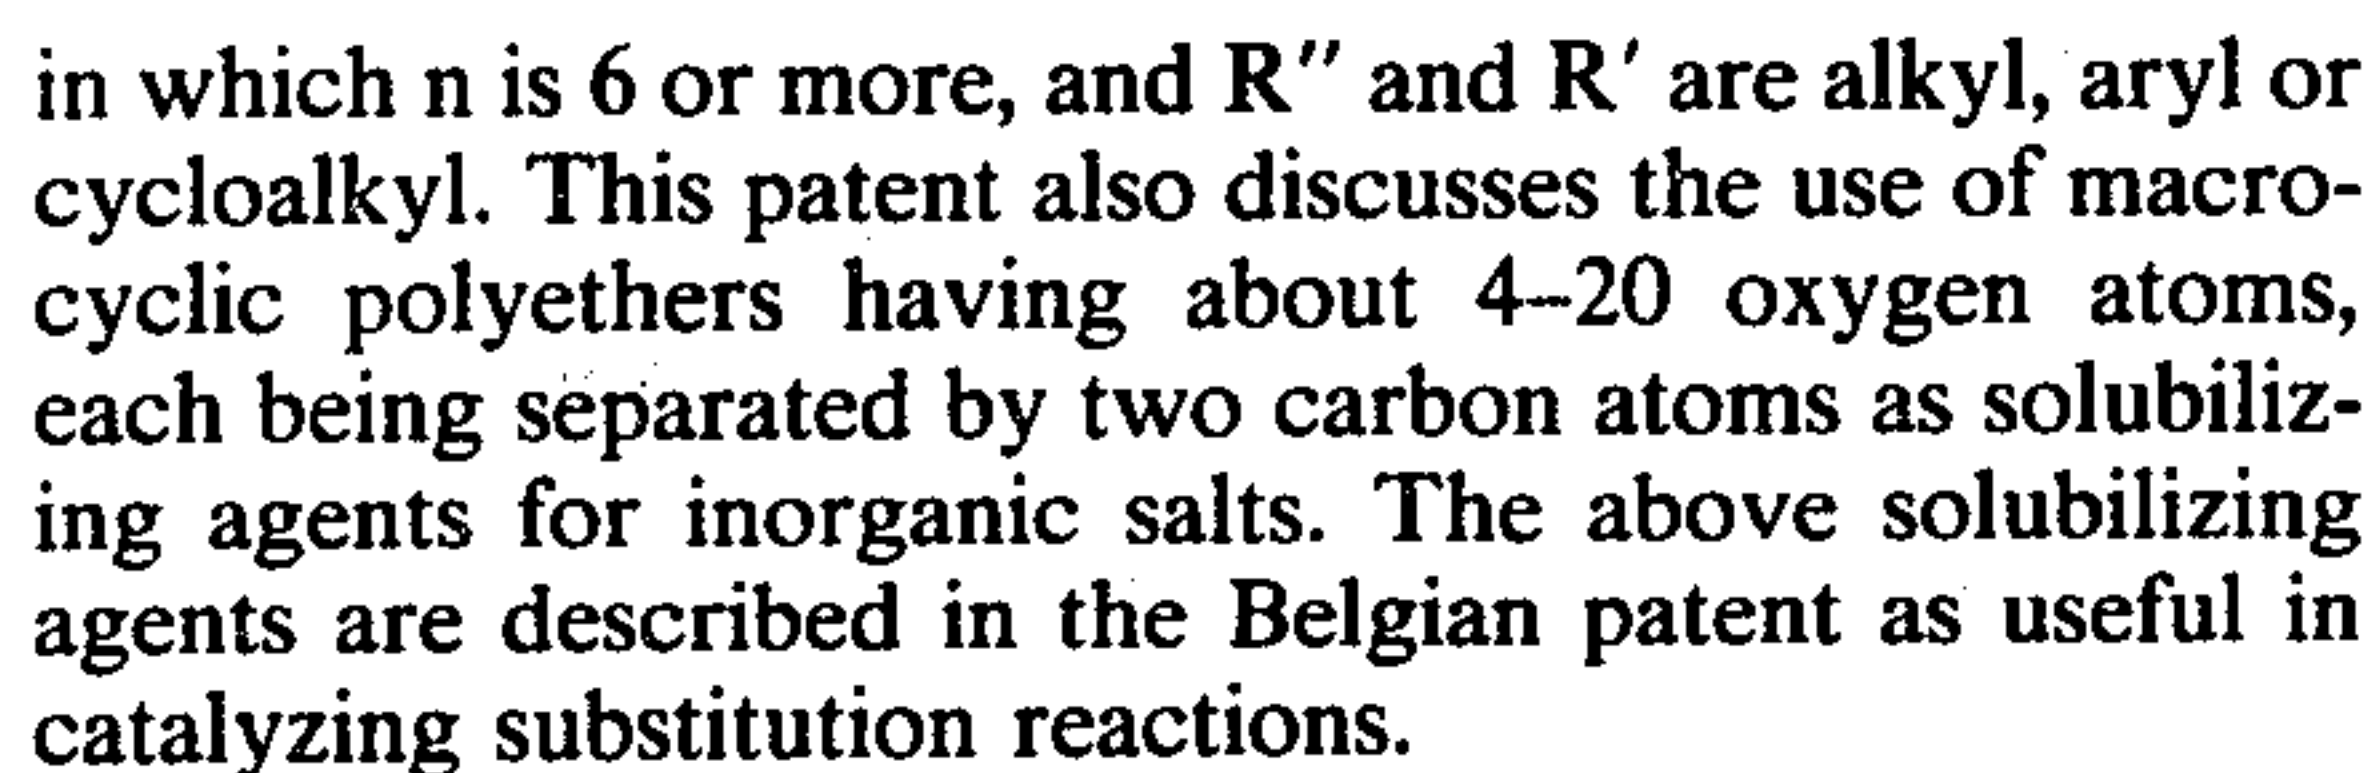 in which n is 6 or more, and R″ and R′ are alkyl, aryl or
cycloalkyl. This patent also discusses the use of macro-
cyclic polyethers having about 4–20 oxygen atoms,
each being separated by two carbon atoms as solubiliz-
ing agents for inorganic salts. The above solubilizing
agents are described in the Belgian patent as useful in
catalyzing substitution reactions.